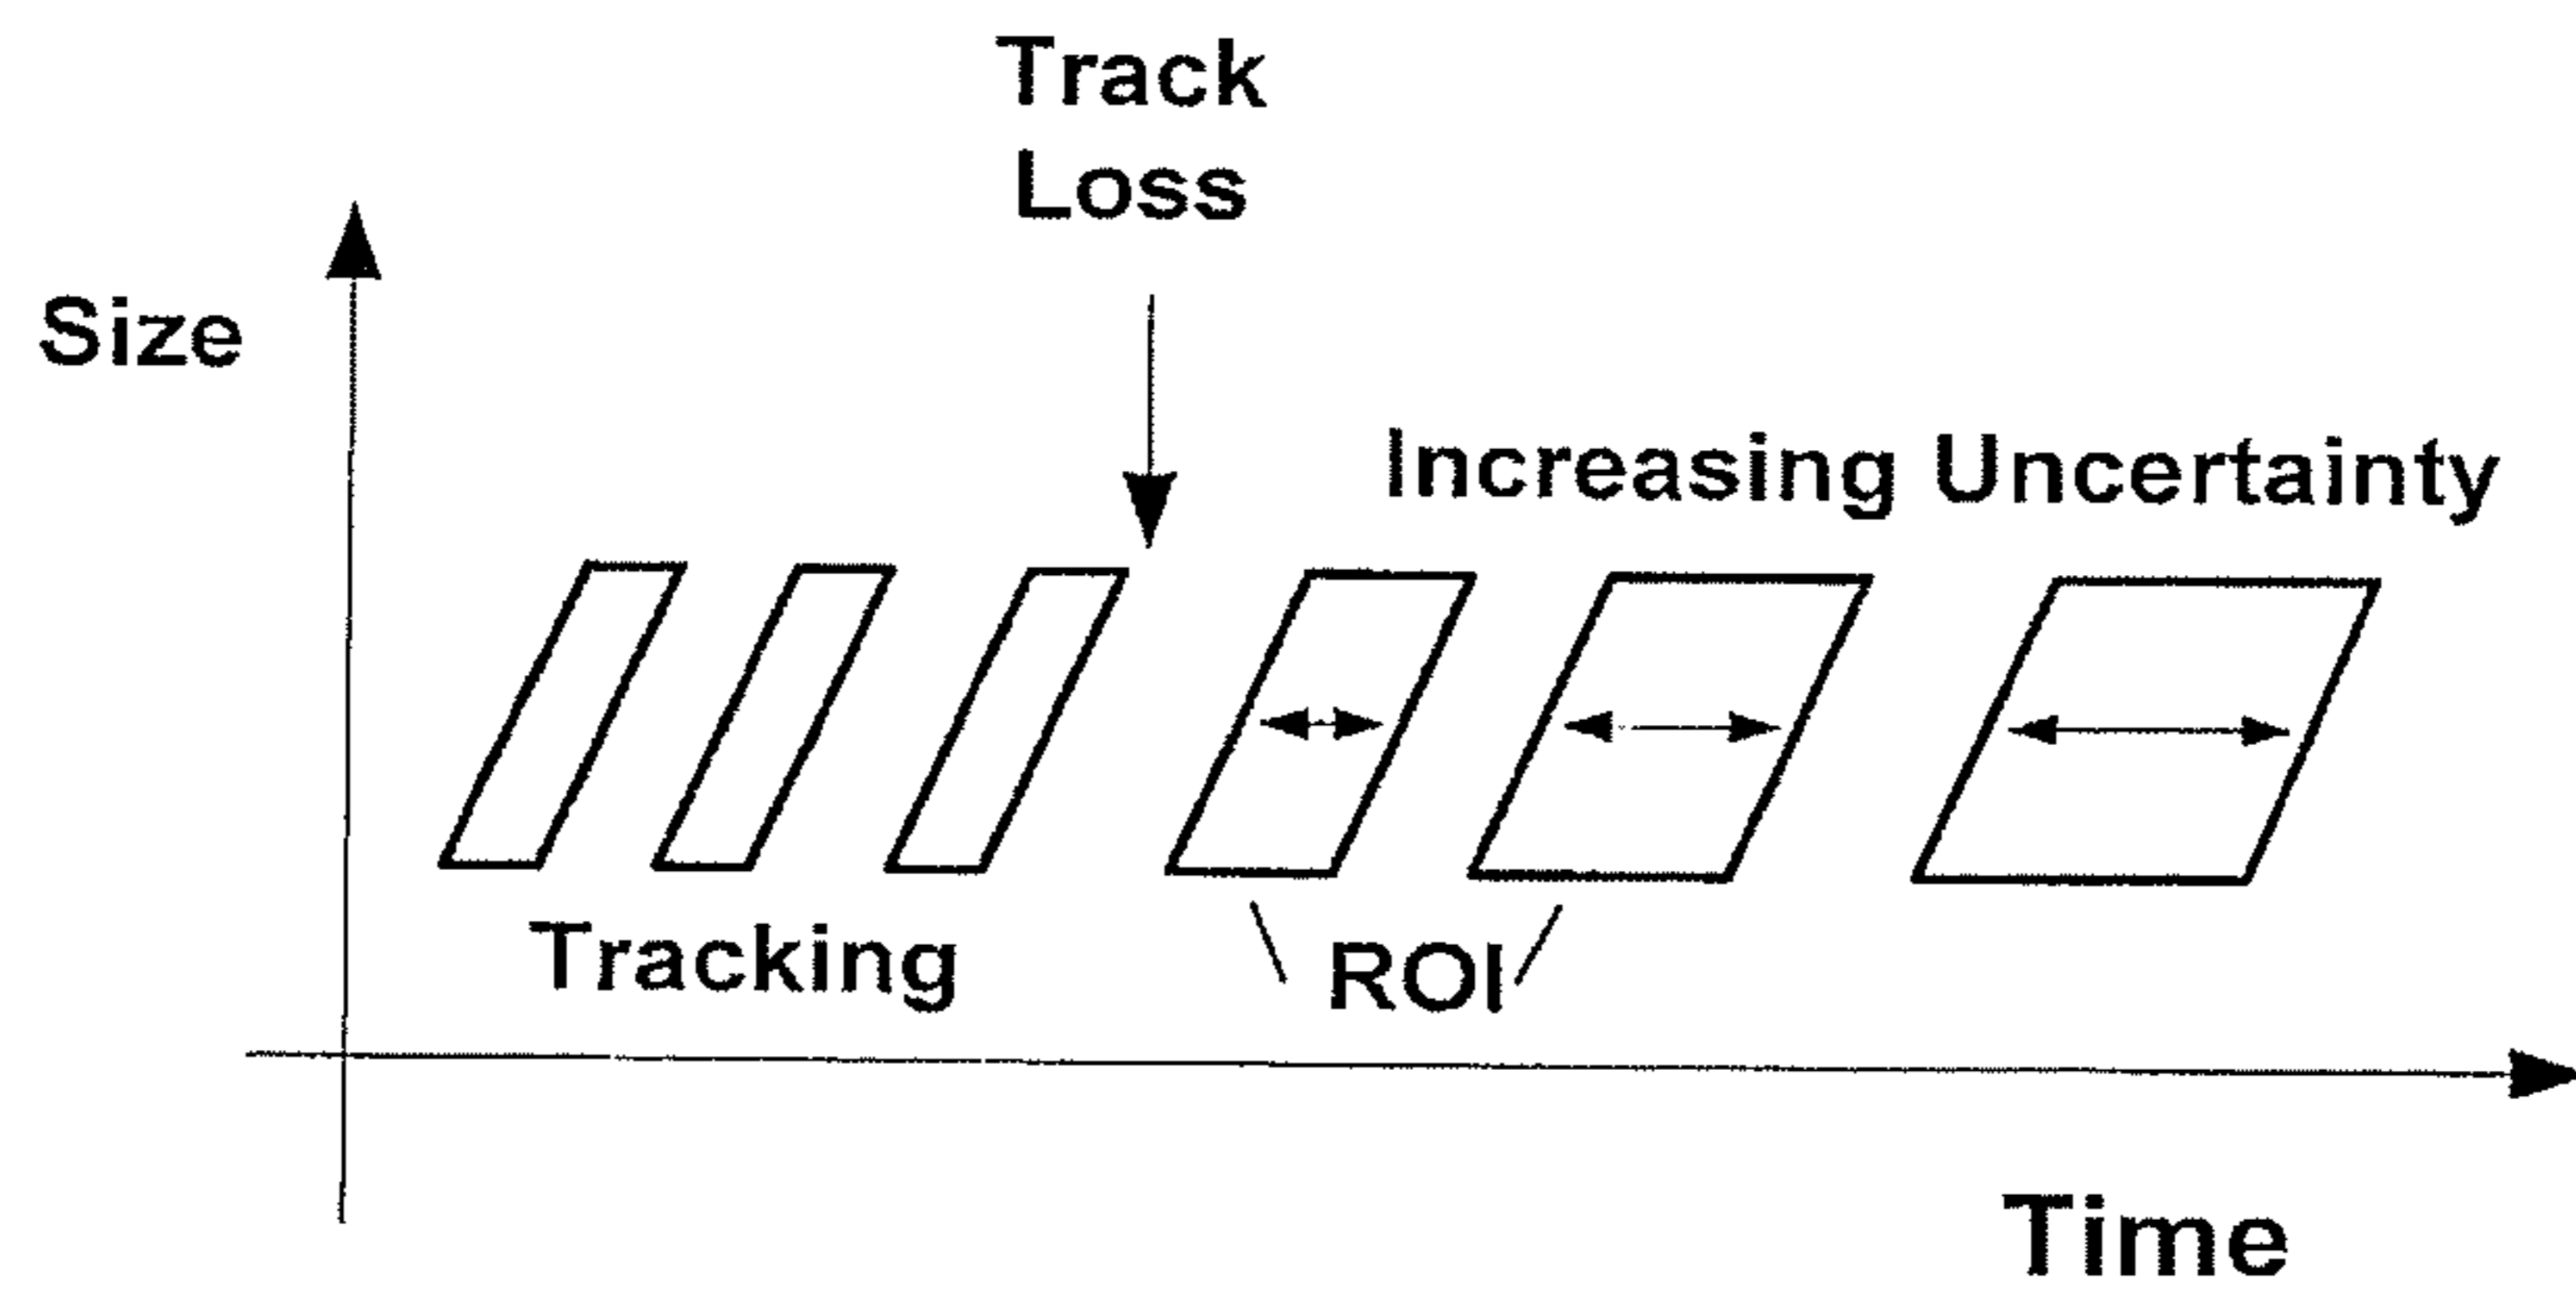 Track
Loss
Size
Increasing Uncertainty
Tracking
ROI
Time